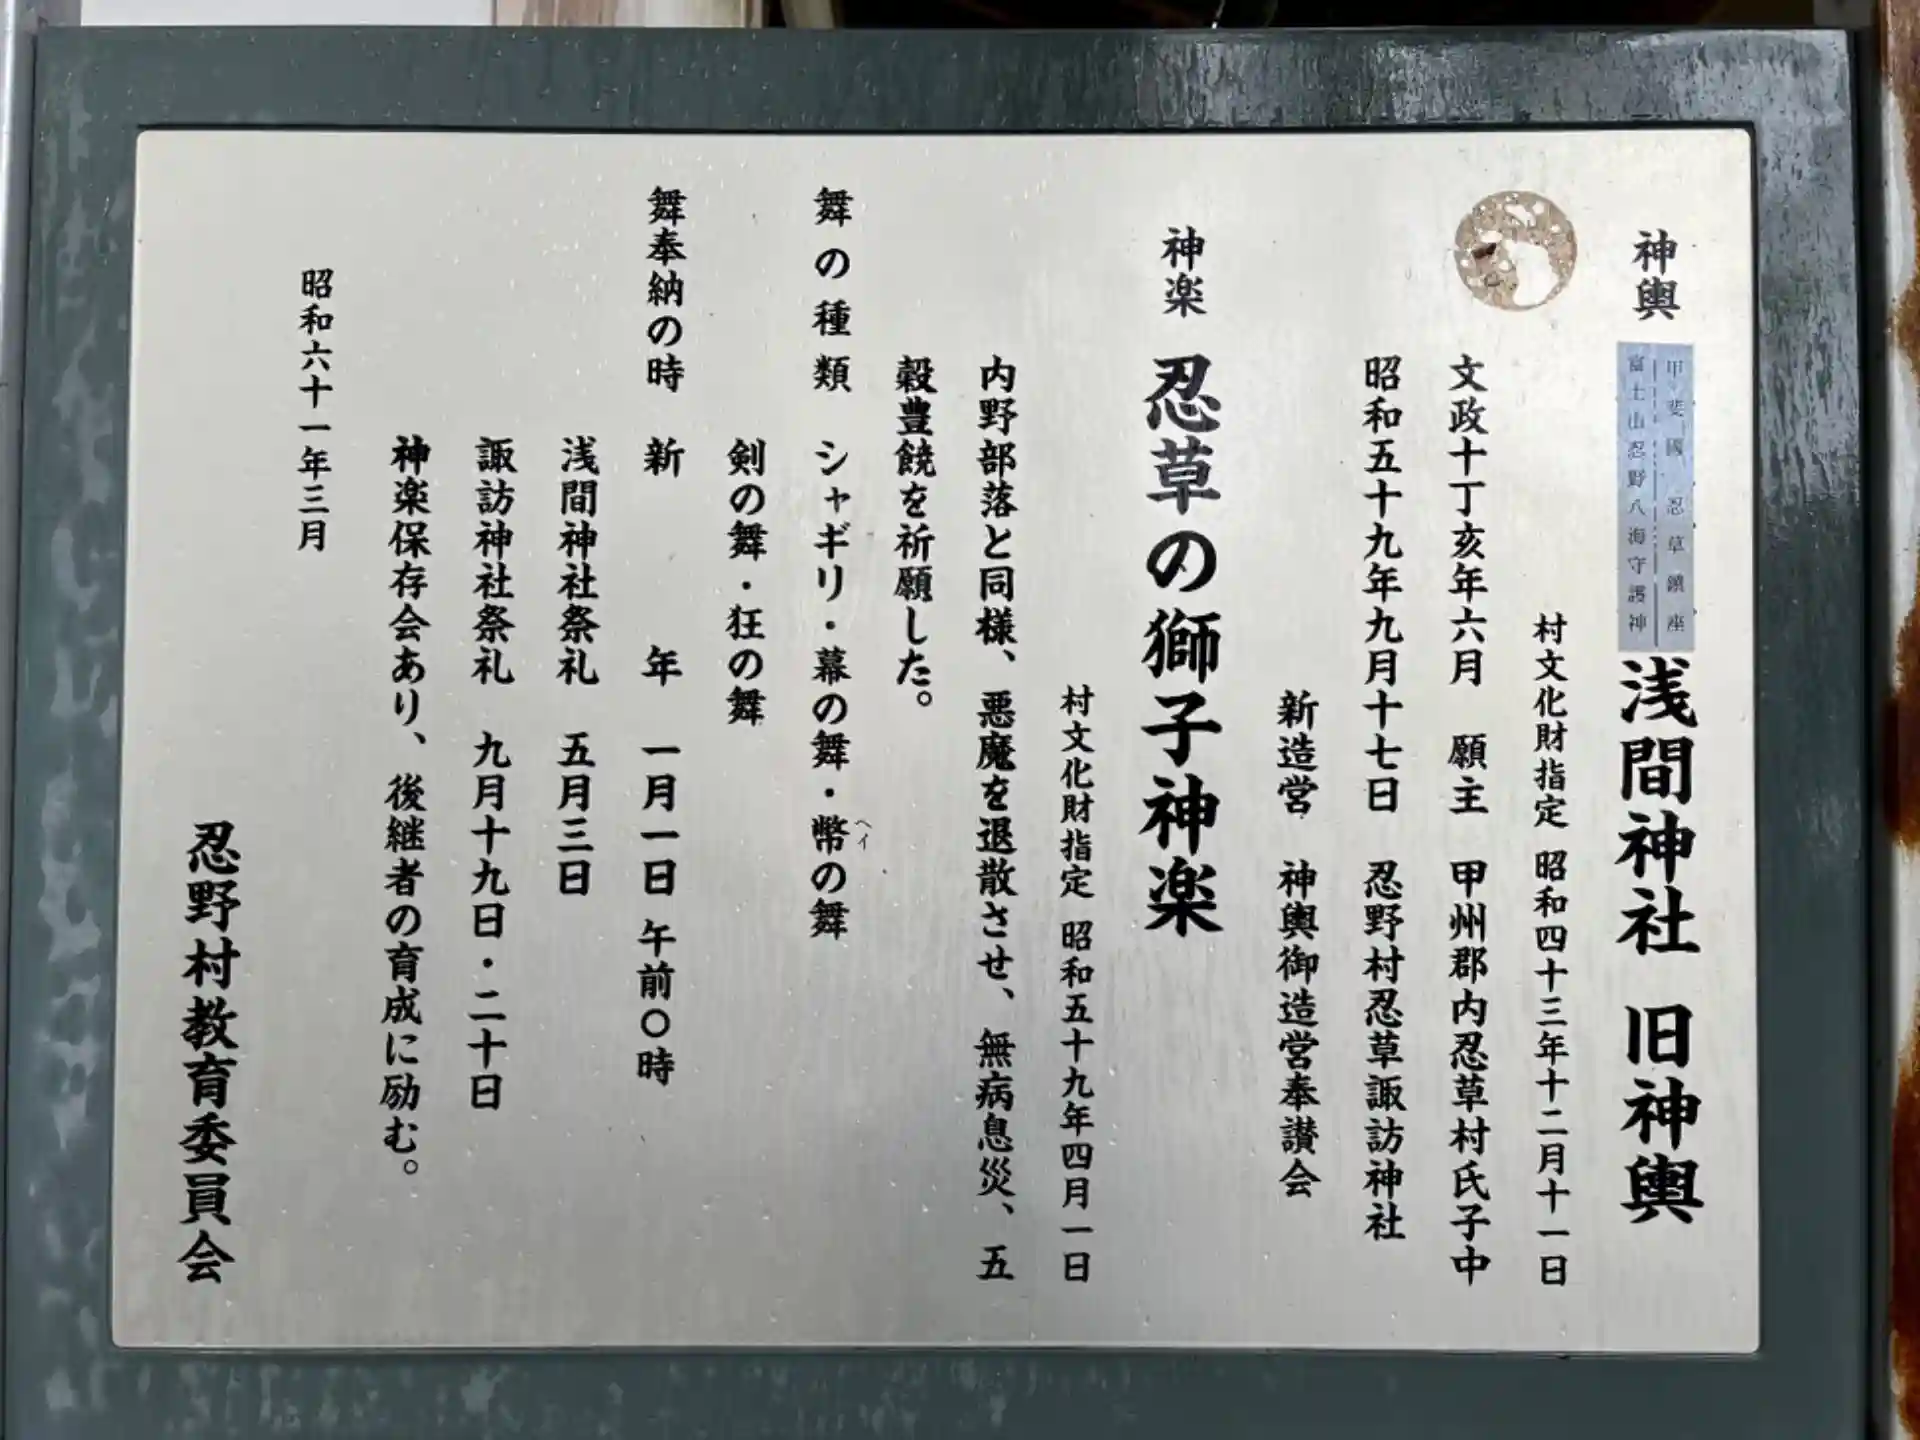 神輿
甲斐國 忍草鎮座
富士山忍野八海守護神
浅間神社 旧神輿
村文化財指定 昭和四十三年十二月十一日
文政十丁亥年六月 願主 甲州郡内忍草村氏子中
昭和五十九年九月十七日 忍野村忍草諏訪神社
新造営 神輿御造営奉讃会
神楽 忍草の獅子神楽
村文化財指定 昭和五十九年四月一日
内野部落と同様、悪魔を退散させ、無病息災、五
穀豊饒を祈願した。
舞の種類 シャギリ・幕の舞・幣の舞
ヘイ
剣の舞・狂の舞
舞奉納の時 新年 一月一日 午前〇時
浅間神社祭礼 五月三日
諏訪神社祭礼 九月十九日・二十日
神楽保存会あり、後継者の育成に励む。
昭和六十一年三月
忍野村教育委員会